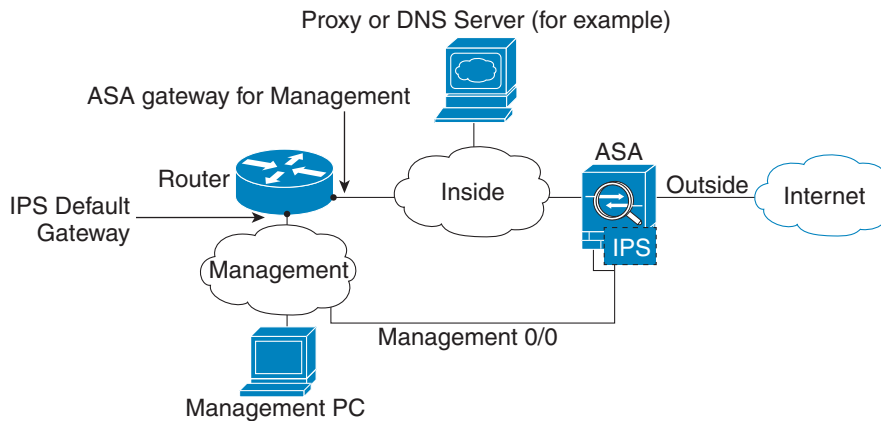 Proxy or DNS Server (for example)
ASA gateway for Management
ASA
Router
Inside
Outside
Internet
IPS Default
Gateway
IPS
Management
Management 0/0
Management PC